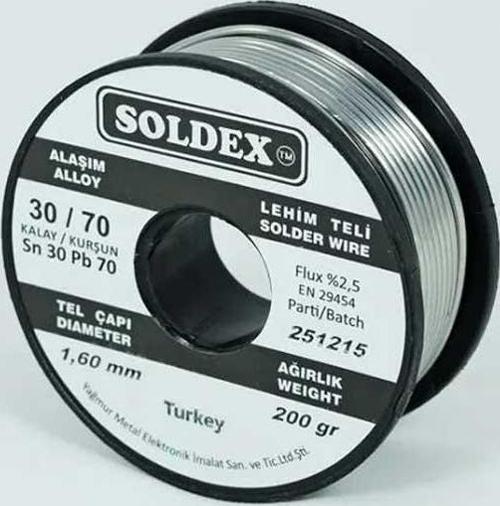 SOLDEX TM
ALAŞIM
ALLOY
30 / 70
KALAY / KURŞUN
Sn 30 Pb 70
TEL ÇAPI
DIAMETER
1,60 mm
LEHİM TELİ
SOLDER WIRE
Flux %2,5
EN 29454
Parti/Batch
251215
AĞIRLIK
WEIGHT
200 gr
Turkey
Yağmur Metal Elektronik İmalat San. ve Tic.Ltd.Şti.